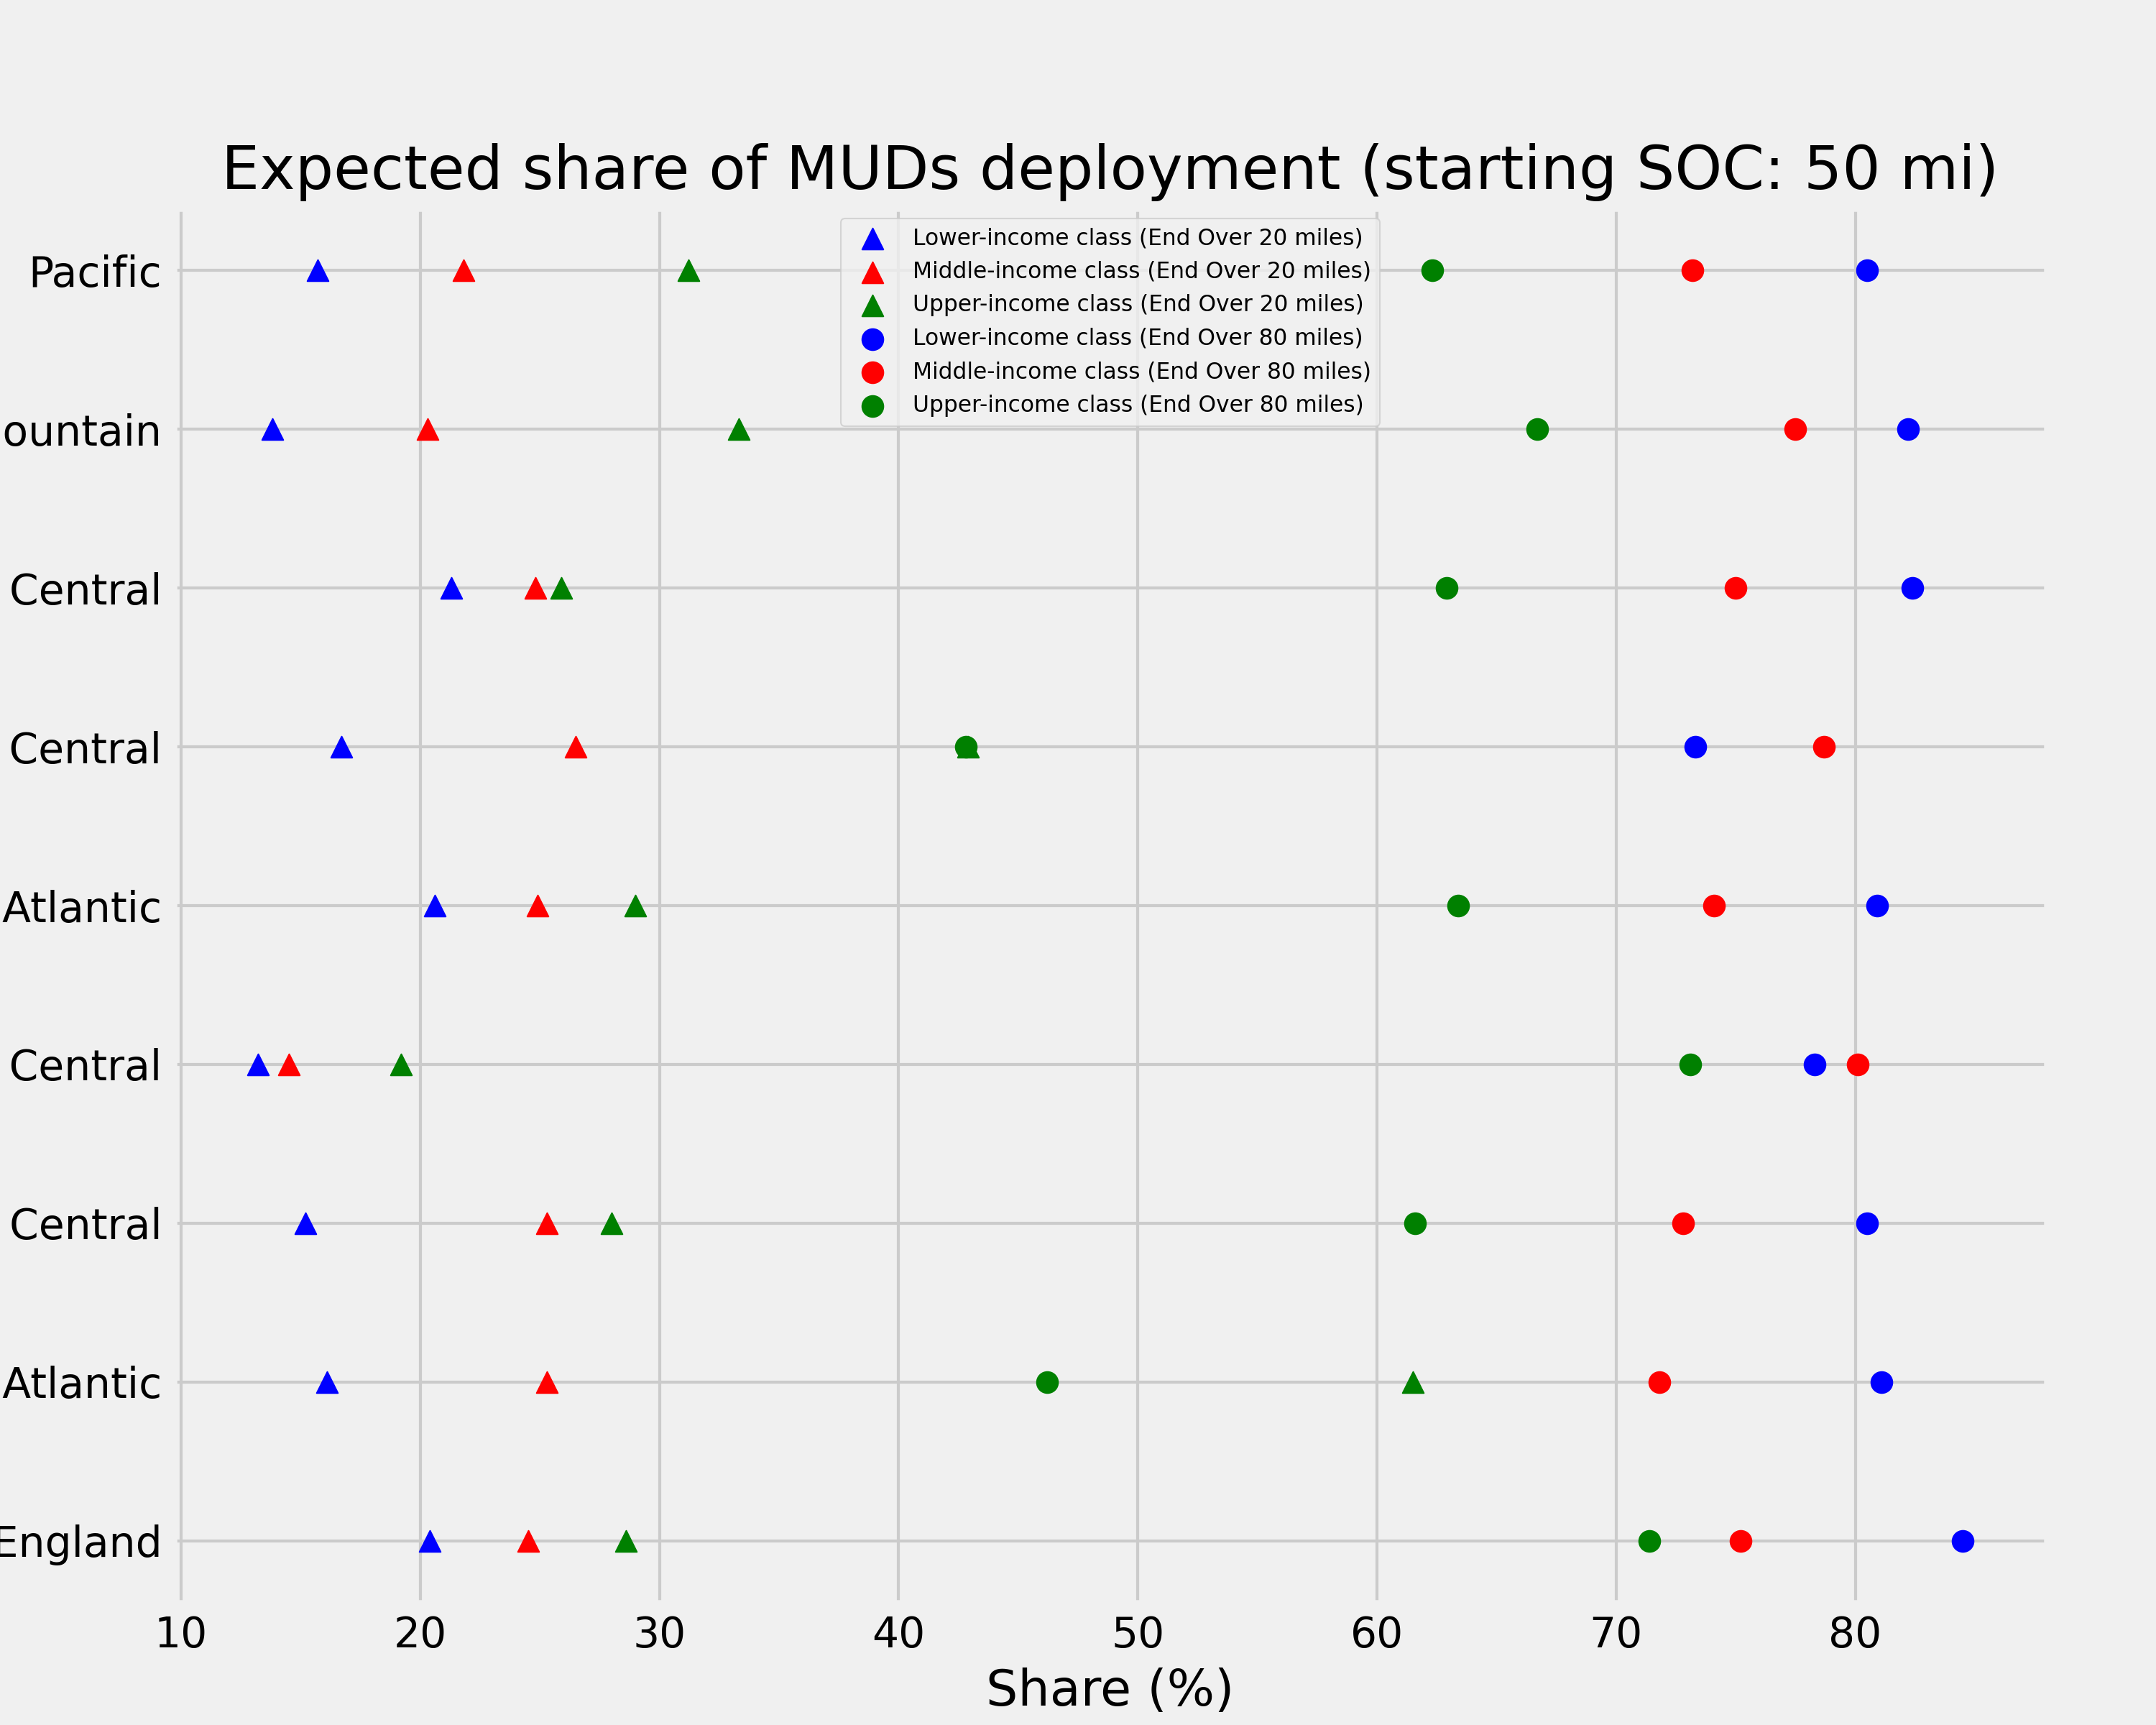 Expected share of MUDs deployment (starting SOC: 50 mi)
Lower-income class (End Over 20 miles)
Middle-income class (End Over 20 miles)
Upper-income class (End Over 20 miles)
Lower-income class (End Over 80 miles)
Middle-income class (End Over 80 miles)
Upper-income class (End Over 80 miles)
Pacific
ountain
Central
Central
Atlantic
Central
Central
Atlantic
England
10 20 30 40 50 60 70 80
Share (%)